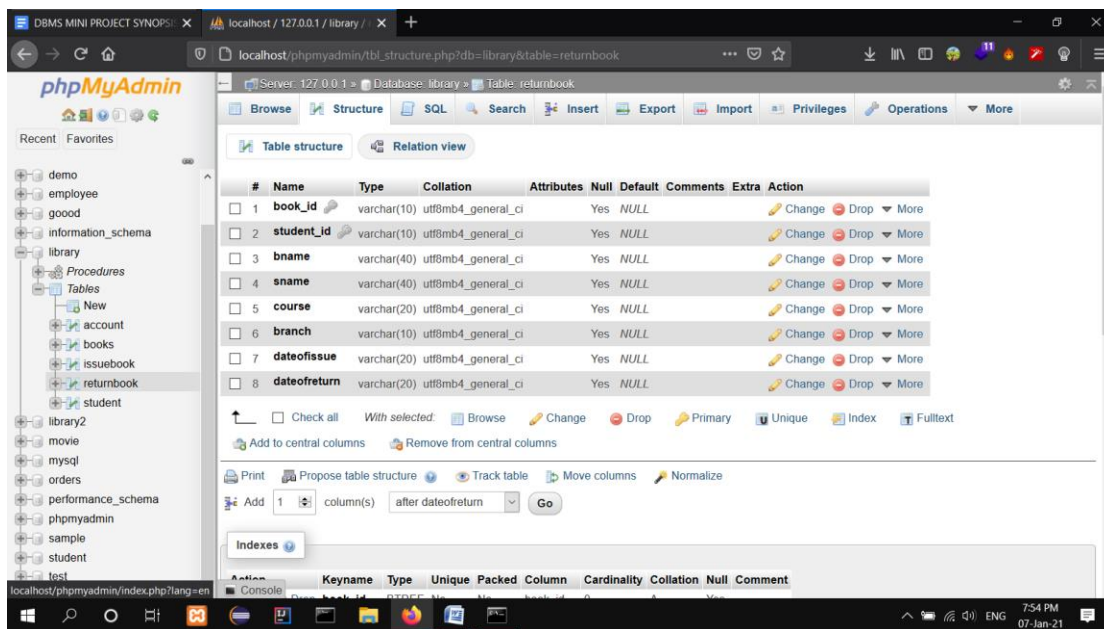 DBMS MINI PROJECT SYNOPSI
localhost / 127.0.0.1 / library /
localhost/phpmyadmin/tbl_structure.php?db=library&table=returnbook
11
phpMyAdmin
Recent Favorites
demo
employee
goood
information_schema
library
Procedures
Tables
New
account
books
issuebook
returnbook
student
library2
movie
mysql
orders
performance_schema
phpmyadmin
sample
student
test
localhost/phpmyadmin/index.php?lang=en
Server: 127.0.0.1 » Database: library » Table: returnbook
Browse Structure SQL Search Insert Export Import Privileges Operations More
Table structure Relation view
# Name Type Collation Attributes Null Default Comments Extra Action
1 book_id varchar(10) utf8mb4_general_ci Yes NULL Change Drop More
2 student_id varchar(10) utf8mb4_general_ci Yes NULL Change Drop More
3 bname varchar(40) utf8mb4_general_ci Yes NULL Change Drop More
4 sname varchar(40) utf8mb4_general_ci Yes NULL Change Drop More
5 course varchar(20) utf8mb4_general_ci Yes NULL Change Drop More
6 branch varchar(10) utf8mb4_general_ci Yes NULL Change Drop More
7 dateofissue varchar(20) utf8mb4_general_ci Yes NULL Change Drop More
8 dateofreturn varchar(20) utf8mb4_general_ci Yes NULL Change Drop More
Check all With selected: Browse Change Drop Primary Unique Index Fulltext
Add to central columns Remove from central columns
Print Propose table structure Track table Move columns Normalize
Add 1 column(s) after dateofreturn Go
Indexes
Action Keyname Type Unique Packed Column Cardinality Collation Null Comment
Console
Drop book_id BTREE No No book_id 0 A Yes
ENG
7:54 PM
07-Jan-21